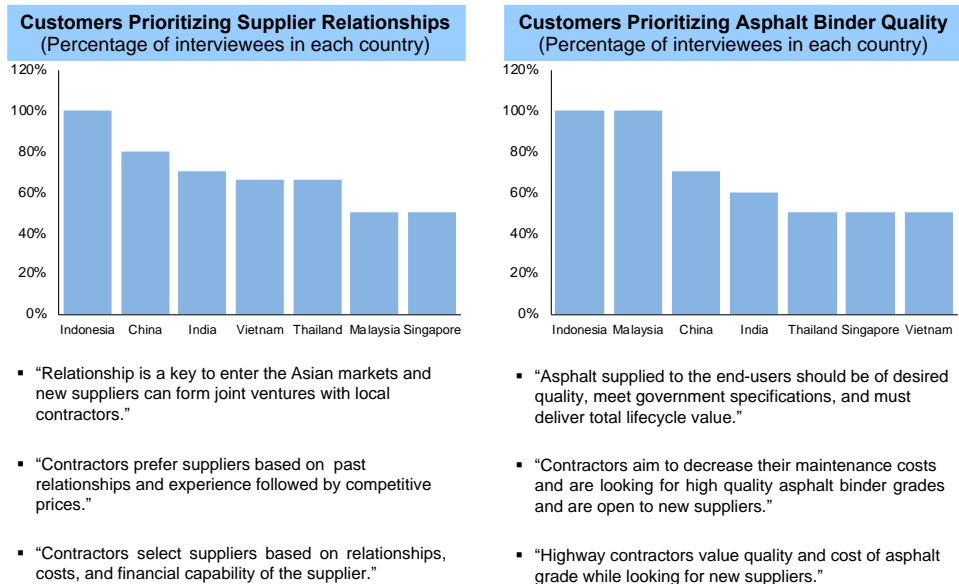 Customers Prioritizing Supplier Relationships
(Percentage of interviewees in each country)
120%
100%
80%
60%
40%
20%
0%
Indonesia China India Vietnam Thailand Malaysia Singapore
▪ “Relationship is a key to enter the Asian markets and
new suppliers can form joint ventures with local
contractors.”
▪ “Contractors prefer suppliers based on past
relationships and experience followed by competitive
prices.”
▪ “Contractors select suppliers based on relationships,
costs, and financial capability of the supplier.”
Customers Prioritizing Asphalt Binder Quality
(Percentage of interviewees in each country)
120%
100%
80%
60%
40%
20%
0%
Indonesia Malaysia China India Thailand Singapore Vietnam
▪ “Asphalt supplied to the end-users should be of desired
quality, meet government specifications, and must
deliver total lifecycle value.”
▪ “Contractors aim to decrease their maintenance costs
and are looking for high quality asphalt binder grades
and are open to new suppliers.”
▪ “Highway contractors value quality and cost of asphalt
grade while looking for new suppliers.”